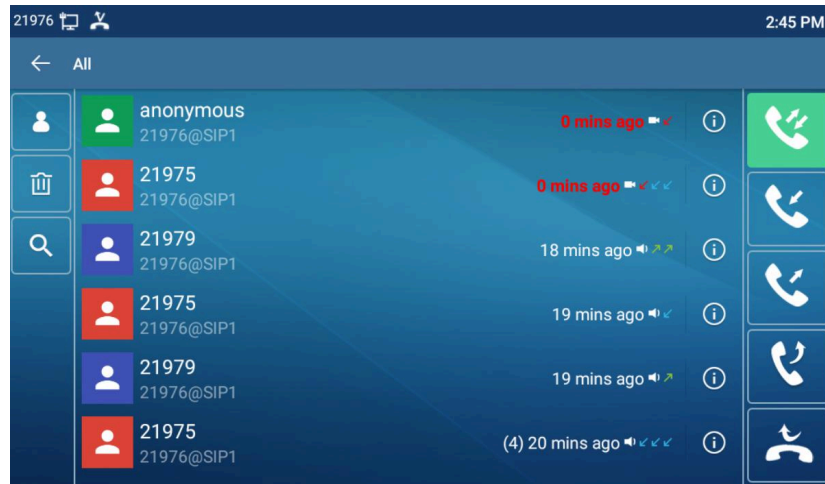 21976
2:45 PM
All
anonymous
21976@SIP1
0 mins ago
21975
21976@SIP1
0 mins ago
21979
21976@SIP1
18 mins ago
21975
21976@SIP1
19 mins ago
21979
21976@SIP1
19 mins ago
21975
21976@SIP1
(4) 20 mins ago